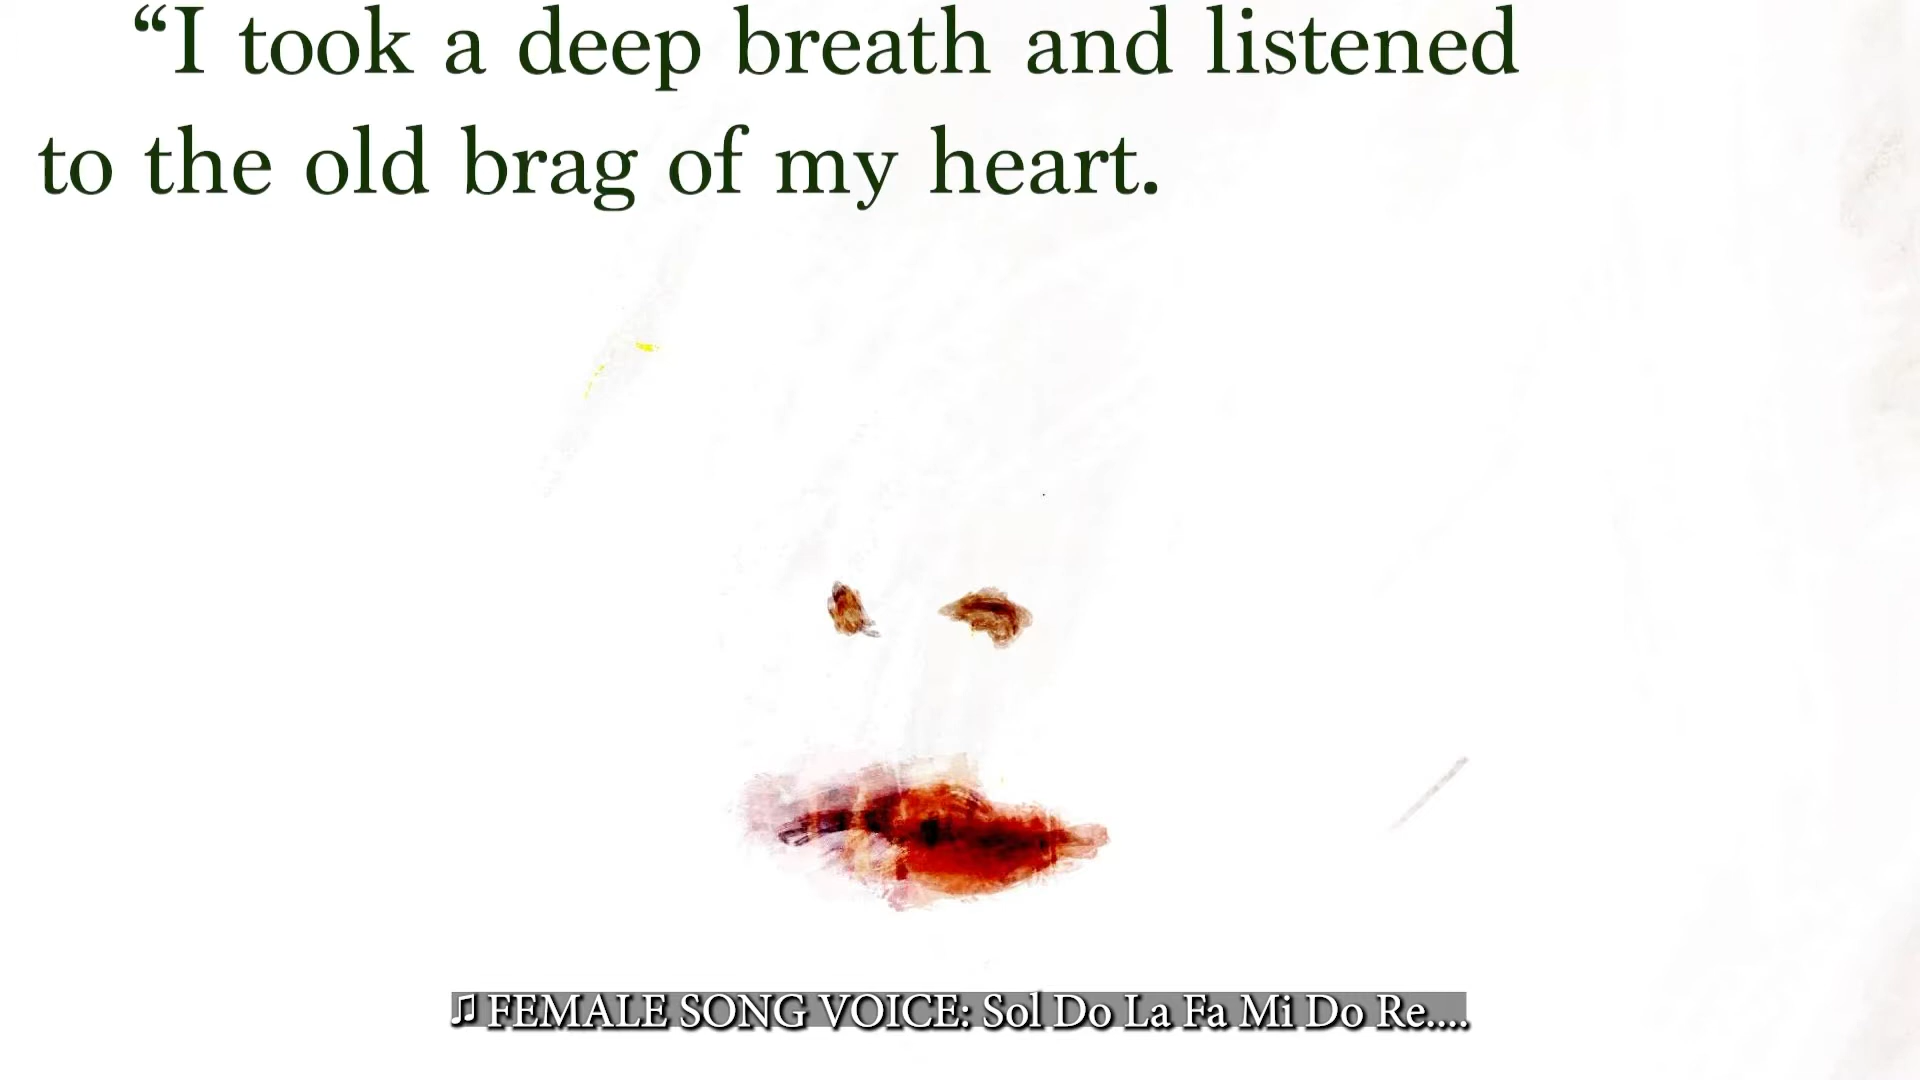 “I took a deep breath and listened
to the old brag of my heart.
♫ FEMALE SONG VOICE: Sol Do La Fa Mi Do Re....